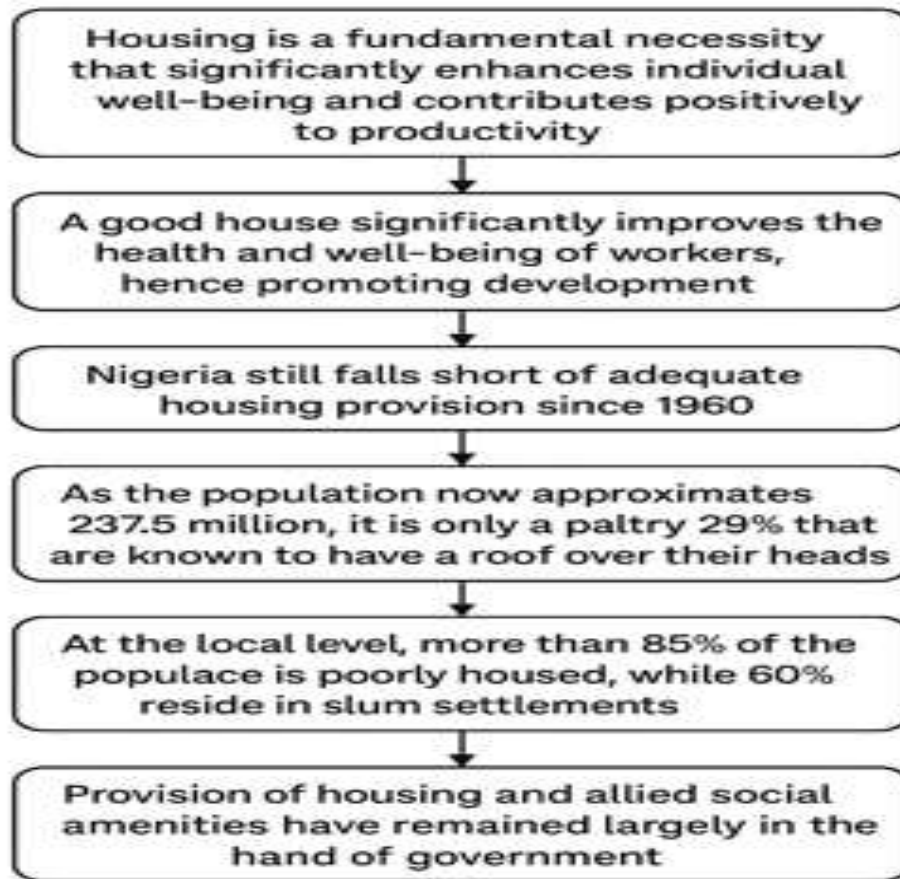 Housing is a fundamental necessity
that significantly enhances individual
well-being and contributes positively
to productivity
A good house significantly improves the
health and well-being of workers,
hence promoting development
Nigeria still falls short of adequate
housing provision since 1960
As the population now approximates
237.5 million, it is only a paltry 29% that
are known to have a roof over their heads
At the local level, more than 85% of the
populace is poorly housed, while 60%
reside in slum settlements
Provision of housing and allied social
amenities have remained largely in the
hand of government